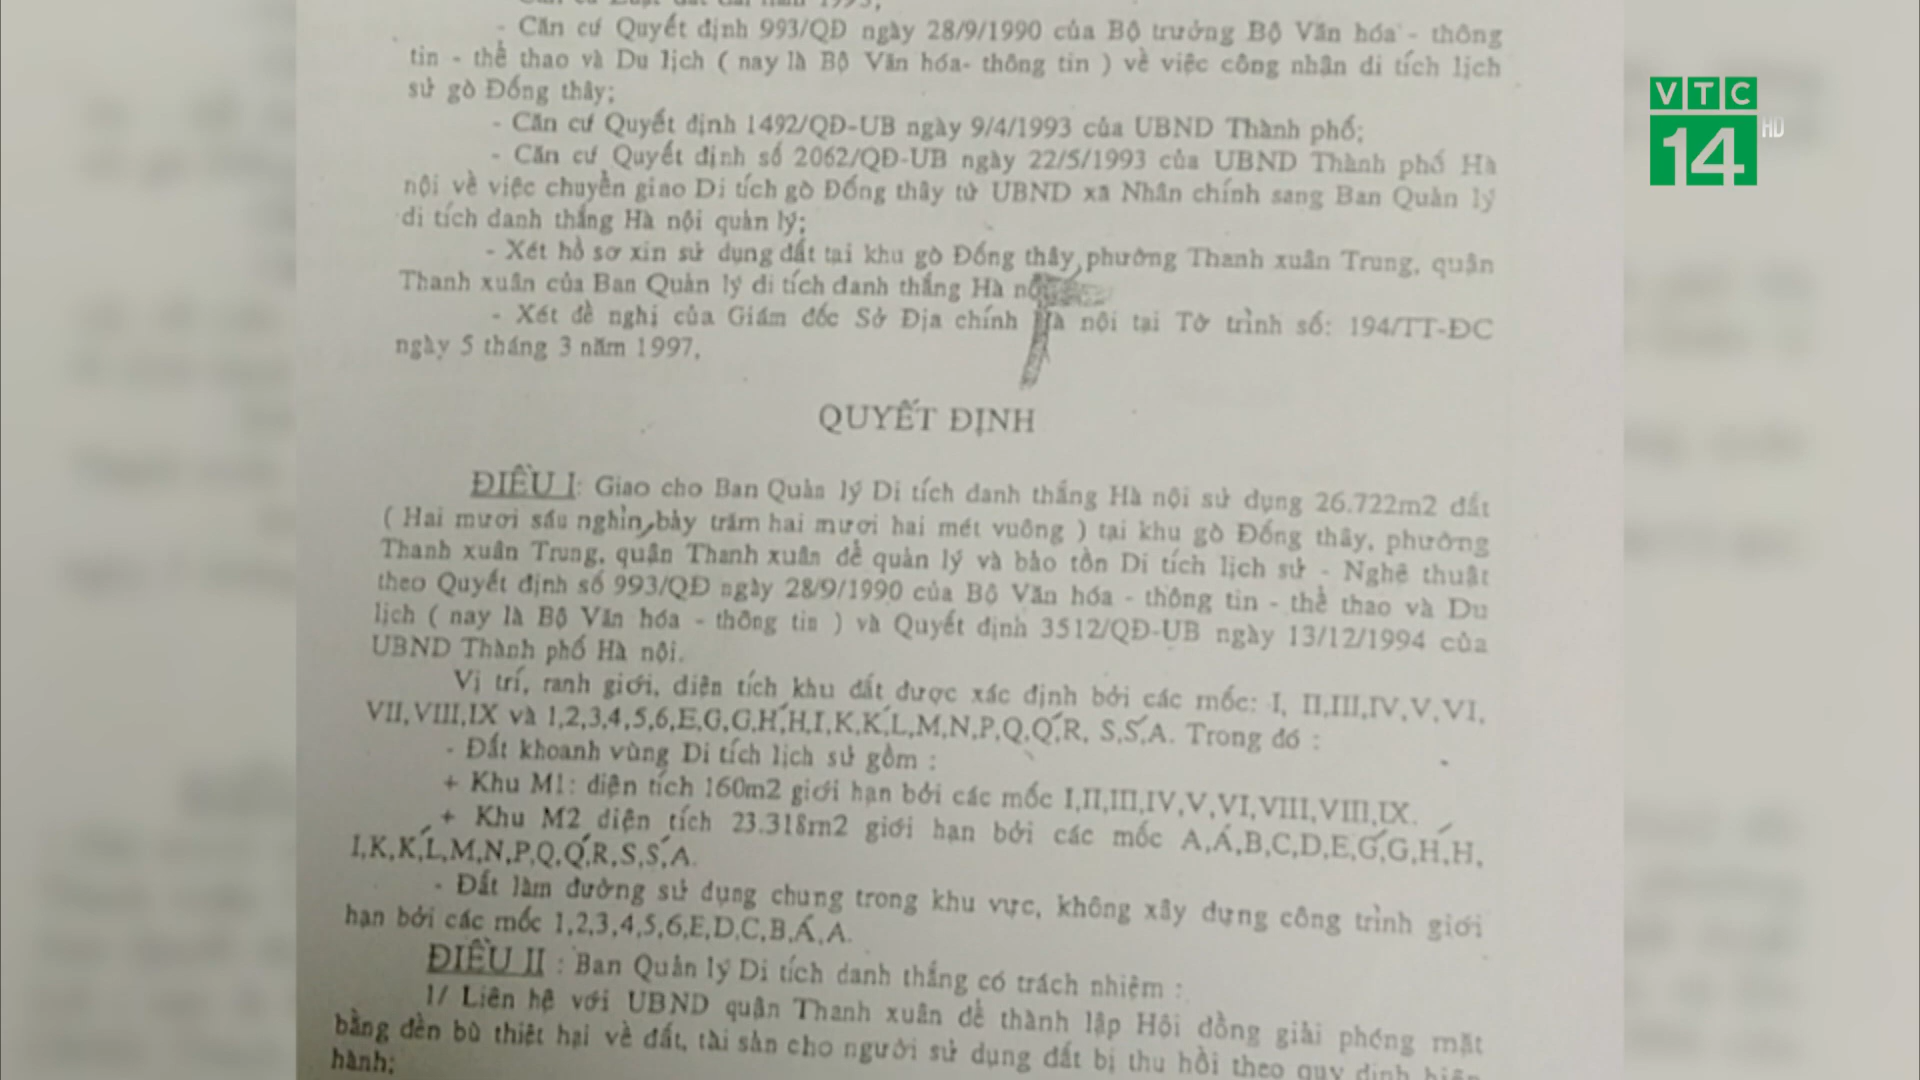 - Căn cứ Quyết định 993/QĐ ngày 28/9/1990 của Bộ trưởng Bộ Văn hóa - thông
tin - thể thao và Du lịch ( nay là Bộ Văn hóa- thông tin ) về việc công nhận di tích lịch
sử gò Đống thây;
- Căn cứ Quyết định 1492/QĐ-UB ngày 9/4/1993 của UBND Thành phố;
- Căn cứ Quyết định số 2062/QĐ-UB ngày 22/5/1993 của UBND Thành phố Hà
nội về việc chuyển giao Di tích gò Đống thây từ UBND xã Nhân chính sang Ban Quản lý
di tích danh thắng Hà nội quản lý;
- Xét hồ sơ xin sử dụng đất tại khu gò Đống thây, phường Thanh xuân Trung, quận
Thanh xuân của Ban Quản lý di tích danh thắng Hà nội
- Xét đề nghị của Giám đốc Sở Địa chính Hà nội tại Tờ trình số: 194/TT-ĐC
ngày 5 tháng 3 năm 1997,
QUYẾT ĐỊNH
ĐIỀU I: Giao cho Ban Quản lý Di tích danh thắng Hà nội sử dụng 26.722m2 đất
( Hai mươi sáu nghìn, bảy trăm hai mươi hai mét vuông ) tại khu gò Đống thây, phường
Thanh xuân Trung, quận Thanh xuân để quản lý và bảo tồn Di tích lịch sử - Nghệ thuật
theo Quyết định số 993/QĐ ngày 28/9/1990 của Bộ Văn hóa - thông tin - thể thao và Du
lịch ( nay là Bộ Văn hóa - thông tin ) và Quyết định 3512/QĐ-UB ngày 13/12/1994 của
UBND Thành phố Hà nội.
Vị trí, ranh giới, diện tích khu đất được xác định bởi các mốc: I, II,III,IV,V,VI,
VII,VIII,IX và 1,2,3,4,5,6,E,G,G,H',H,I,K,K',L,M,N,P,Q,Q',R, S,S',A. Trong đó :
- Đất khoanh vùng Di tích lịch sử gồm :
+ Khu M1: diện tích 160m2 giới hạn bởi các mốc I,II,III,IV,V,VI,VIII,VIII,IX.
+ Khu M2 diện tích 23.318m2 giới hạn bởi các mốc A,A',B,C,D,E,G',G,H',H,
I,K,K',L,M,N,P,Q,Q',R,S,S',A.
- Đất làm đường sử dụng chung trong khu vực, không xây dựng công trình giới
hạn bởi các mốc 1,2,3,4,5,6,E,D,C,B,A',A.
ĐIỀU II : Ban Quản lý Di tích danh thắng có trách nhiệm :
1/ Liên hệ với UBND quận Thanh xuân để thành lập Hội đồng giải phóng mặt
bằng đền bù thiệt hại về đất, tài sản cho người sử dụng đất bị thu hồi theo quy định hiện
hành;
VTC
14 HD